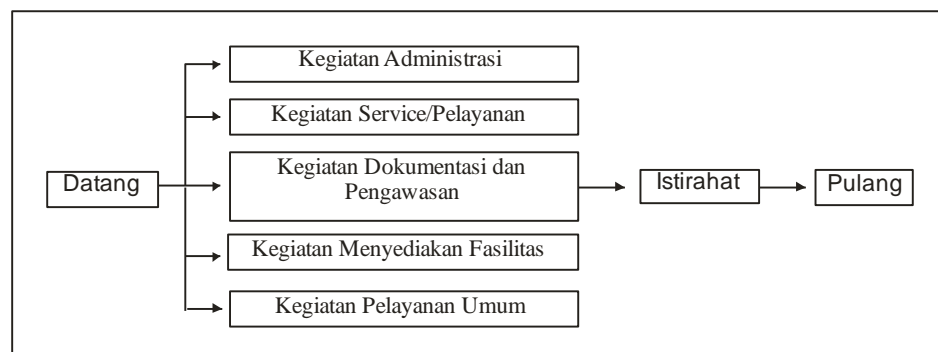 Kegiatan Administrasi
Kegiatan Service/Pelayanan
Datang
Kegiatan Dokumentasi dan
Pengawasan
Istirahat
Pulang
Kegiatan Menyediakan Fasilitas
Kegiatan Pelayanan Umum